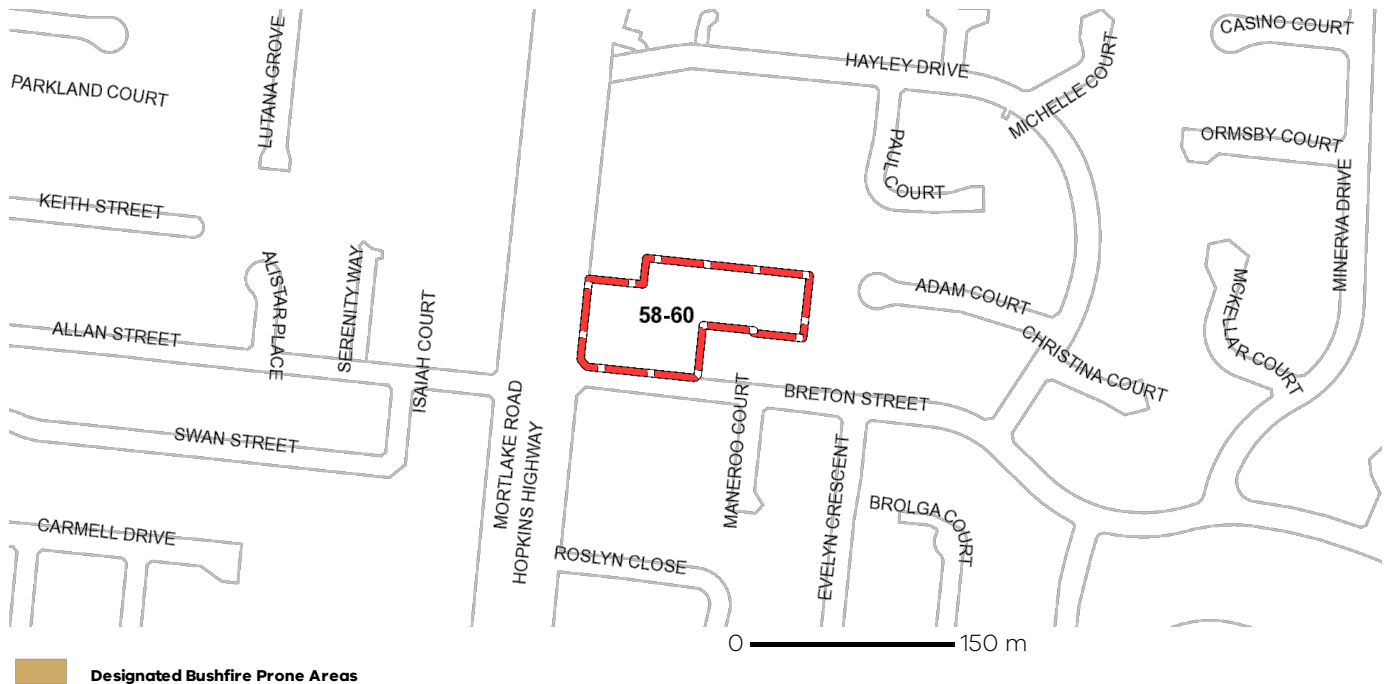 CASINO COURT
LUTANA GROVE
HAYLEY DRIVE
MICHELLE COURT
PARKLAND COURT
ORMSBY COURT
PAUL COURT
MINERVA DRIVE
KEITH STREET
ALISTAR PLACE
SERENITY WAY
ADAM COURT
MCKELLAR COURT
58-60
ALLAN STREET
ISAIAH COURT
CHRISTINA COURT
BRETON STREET
MANEROO COURT
SWAN STREET
MORTLAKE ROAD
HOPKINS HIGHWAY
EVELYN CRESCENT
BROLGA COURT
CARMELL DRIVE
ROSLYN CLOSE
0 150 m
Designated Bushfire Prone Areas